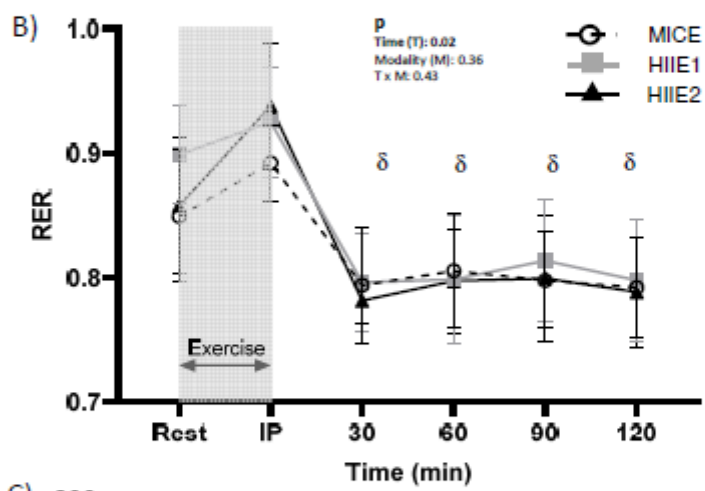 B)
1.0
0.9
0.8
0.7
RER
P
Time (T): 0.02
Modality (M): 0.36
T x M: 0.43
MICE
HIIE1
HIIE2
δ δ δ δ
Exercise
Rest IP 30 60 90 120
Time (min)
C)